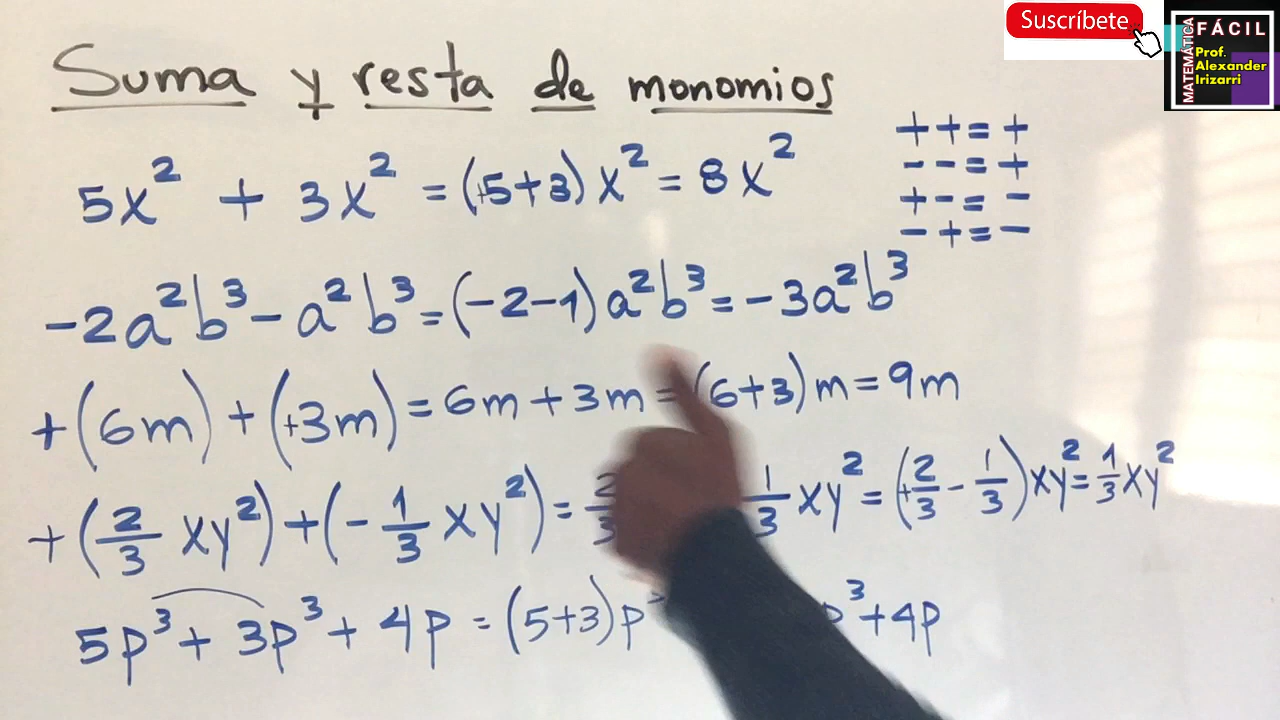 Suscríbete
MATEMÁTICA
FÁCIL
Prof.
Alexander
Irizarri
Suma y resta de monomios
5x² + 3x² = (+5+3)x² = 8x²
++=+
--=+
+-=-
-+=-
-2a²b³ - a²b³ = (-2-1)a²b³ = -3a²b³
+(6m) + (+3m) = 6m + 3m = (6+3)m = 9m
+(2/3 xy²) + (-1/3 xy²) = 1/3 xy² = (+2/3 - 1/3)xy² = 1/3 xy²
5p³ + 3p³ + 4p = (5+3)p p³ + 4p